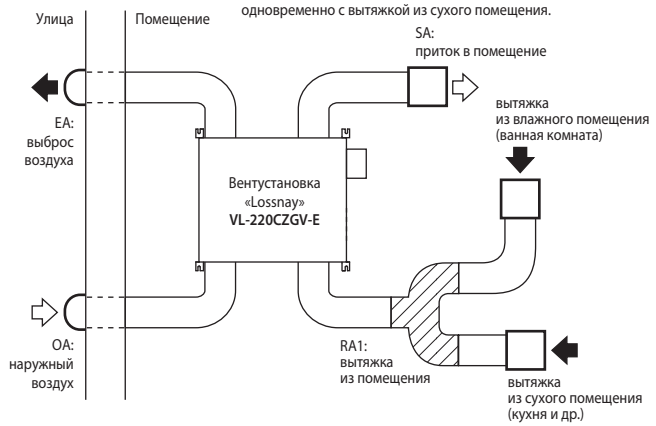 одновременно с вытяжкой из сухого помещения.
Улица
Помещение
SA:
приток в помещение
EA:
выброс
воздуха
вытяжка
из влажного помещения
(ванная комната)
Вентустановка
«Lossnay»
VL-220CZGV-E
OA:
наружный
воздух
RA1:
вытяжка
из помещения
вытяжка
из сухого помещения
(кухня и др.)